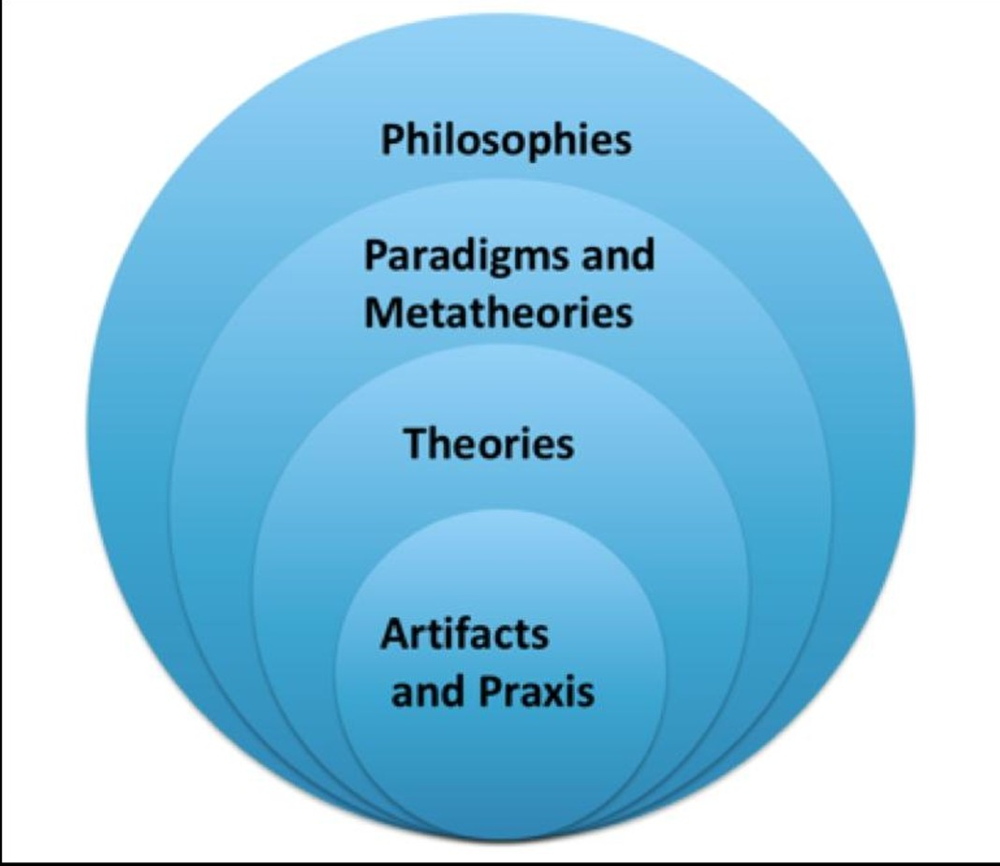 Philosophies
Paradigms and
Metatheories
Theories
Artifacts
and Praxis